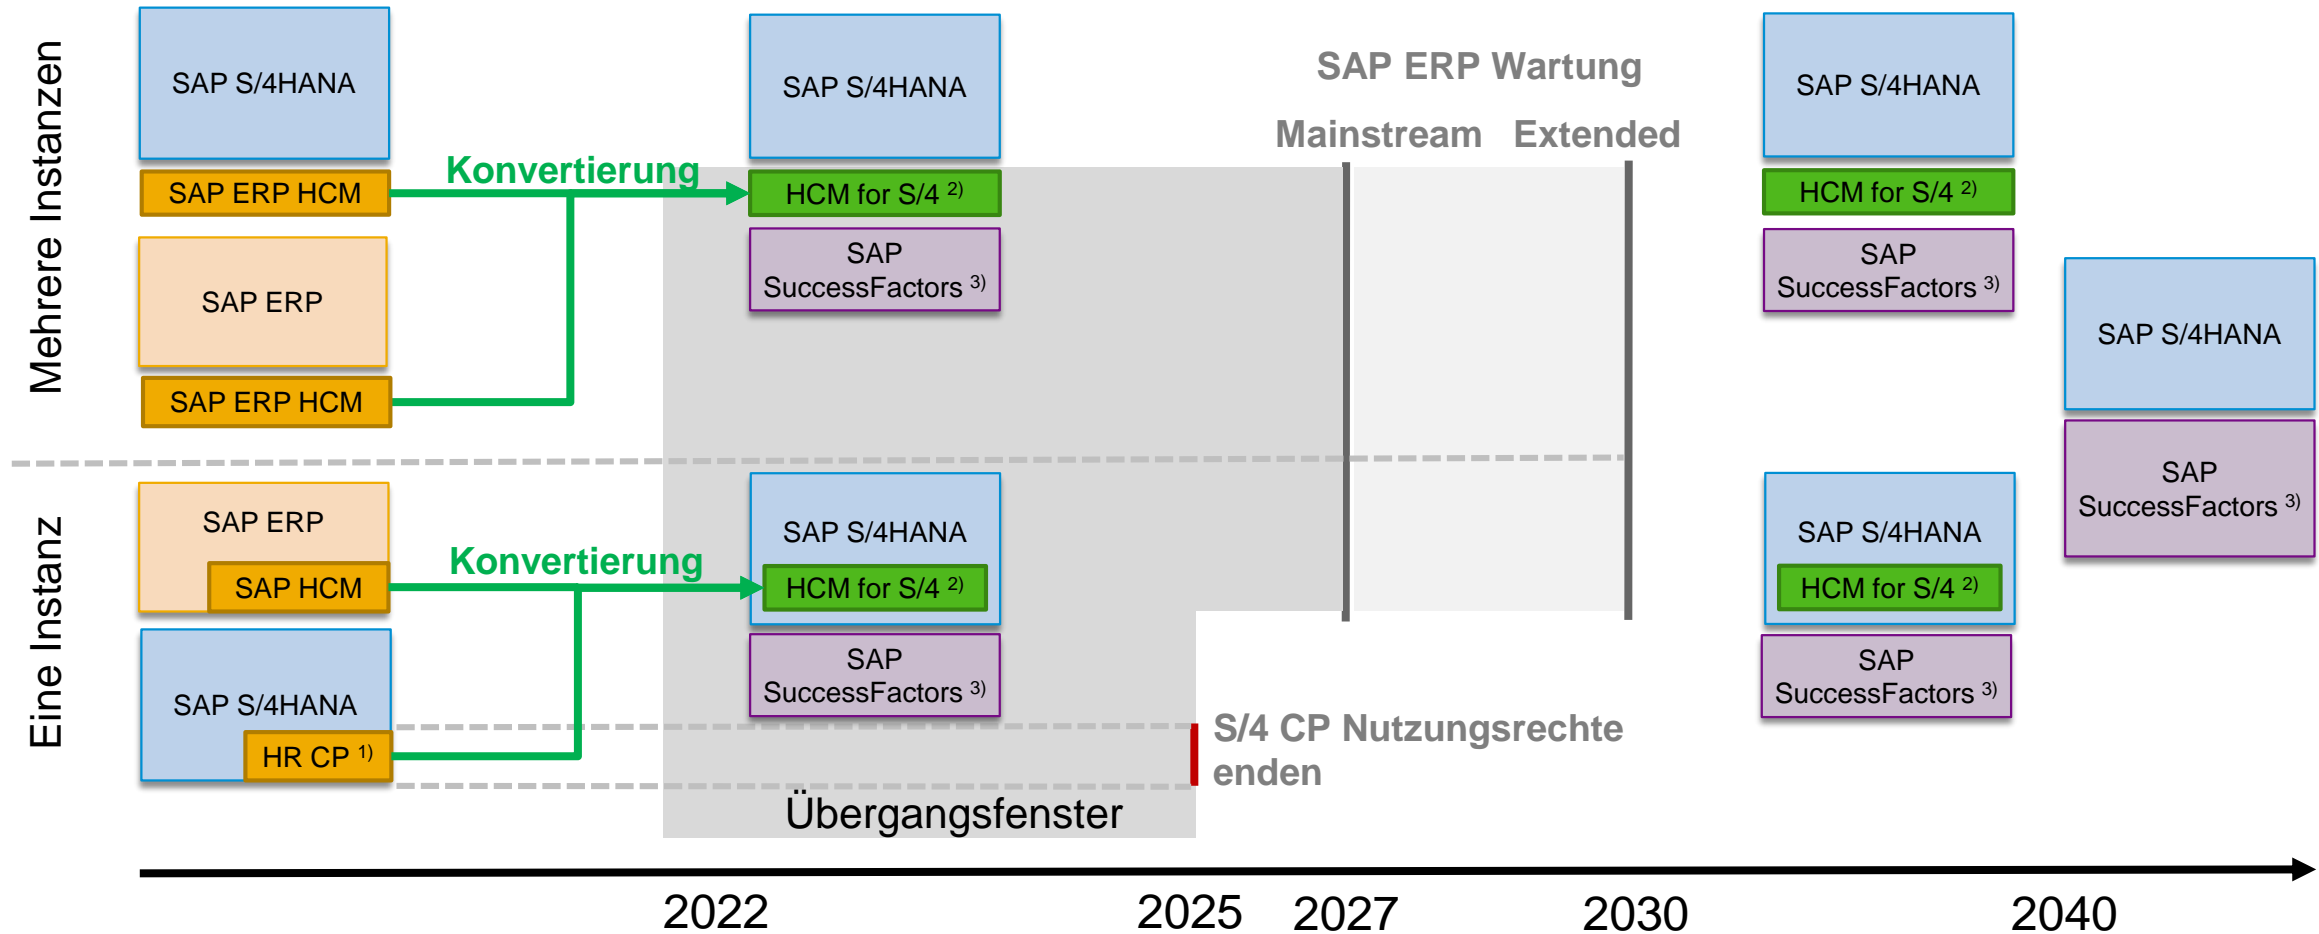 Mehrere Instanzen
SAP S/4HANA
SAP ERP HCM
SAP ERP
SAP ERP HCM
Konvertierung
SAP S/4HANA
HCM for S/4 2)
SAP
SuccessFactors 3)
SAP ERP Wartung
Mainstream Extended
SAP S/4HANA
HCM for S/4 2)
SAP
SuccessFactors 3)
SAP S/4HANA
SAP
SuccessFactors 3)
Eine Instanz
SAP ERP
SAP HCM
SAP S/4HANA
HR CP 1)
Konvertierung
SAP S/4HANA
HCM for S/4 2)
SAP
SuccessFactors 3)
S/4 CP Nutzungsrechte
enden
Übergangsfenster
SAP S/4HANA
HCM for S/4 2)
SAP
SuccessFactors 3)
2022 2025 2027 2030 2040